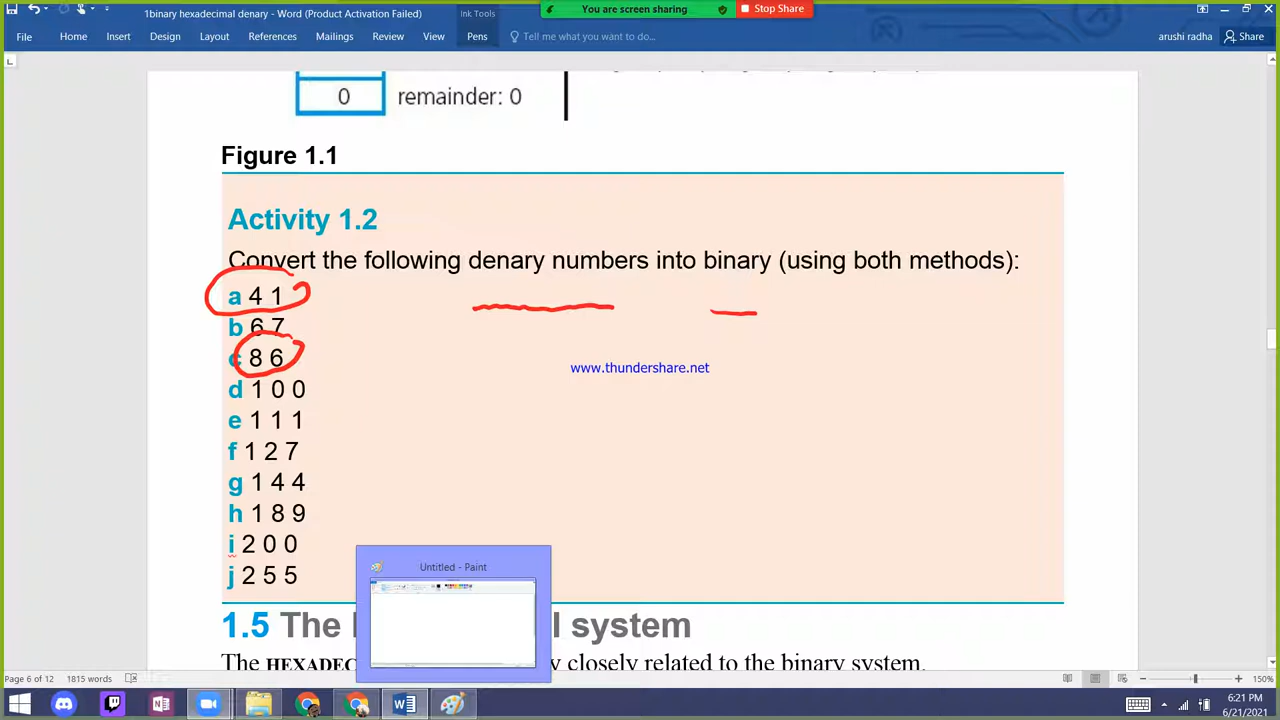 1binary hexadecimal denary - Word (Product Activation Failed)
Ink Tools
You are screen sharing
Stop Share
File
Home
Insert
Design
Layout
References
Mailings
Review
View
Pens
Tell me what you want to do...
arushi radha
Share
0 remainder: 0
Figure 1.1
Activity 1.2
Convert the following denary numbers into binary (using both methods):
a 4 1
b 6 7
c 8 6
www.thundershare.net
d 1 0 0
e 1 1 1
f 1 2 7
g 1 4 4
h 1 8 9
i 2 0 0
j 2 5 5
Untitled - Paint
1.5 The l system
The HEXADEC y closely related to the binary system.
Page 6 of 12
1815 words
150%
6:21 PM
6/21/2021